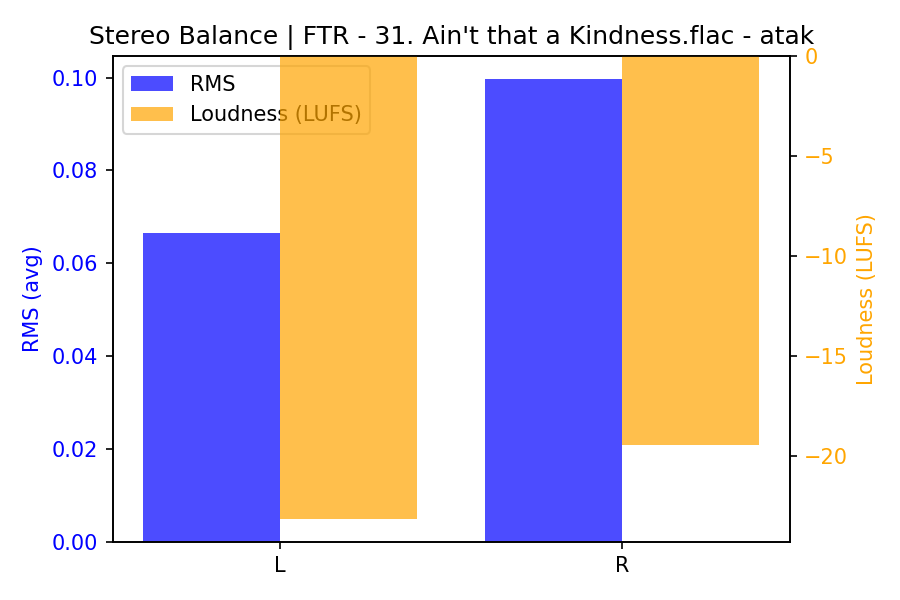 Stereo Balance | FTR - 31. Ain't that a Kindness.flac - atak
RMS
Loudness (LUFS)
RMS (avg)
0.10
0.08
0.06
0.04
0.02
0.00
L
R
0
−5
−10
−15
−20
Loudness (LUFS)